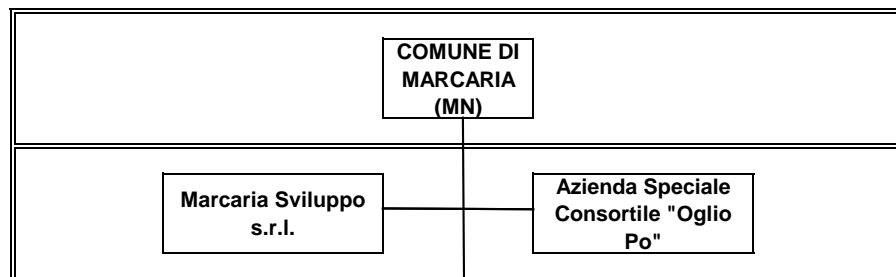 COMUNE DI
MARCARIA
(MN)
Marcaria Sviluppo
s.r.l.
Azienda Speciale
Consortile "Oglio
Po"